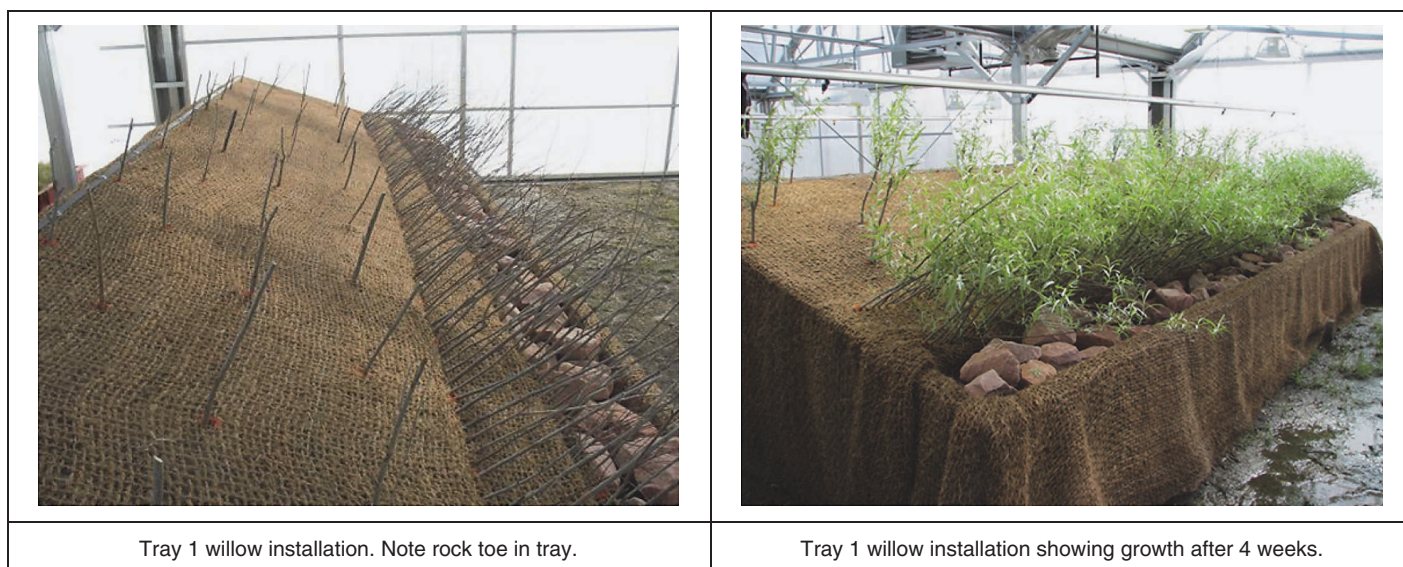 Tray 1 willow installation. Note rock toe in tray.
Tray 1 willow installation showing growth after 4 weeks.